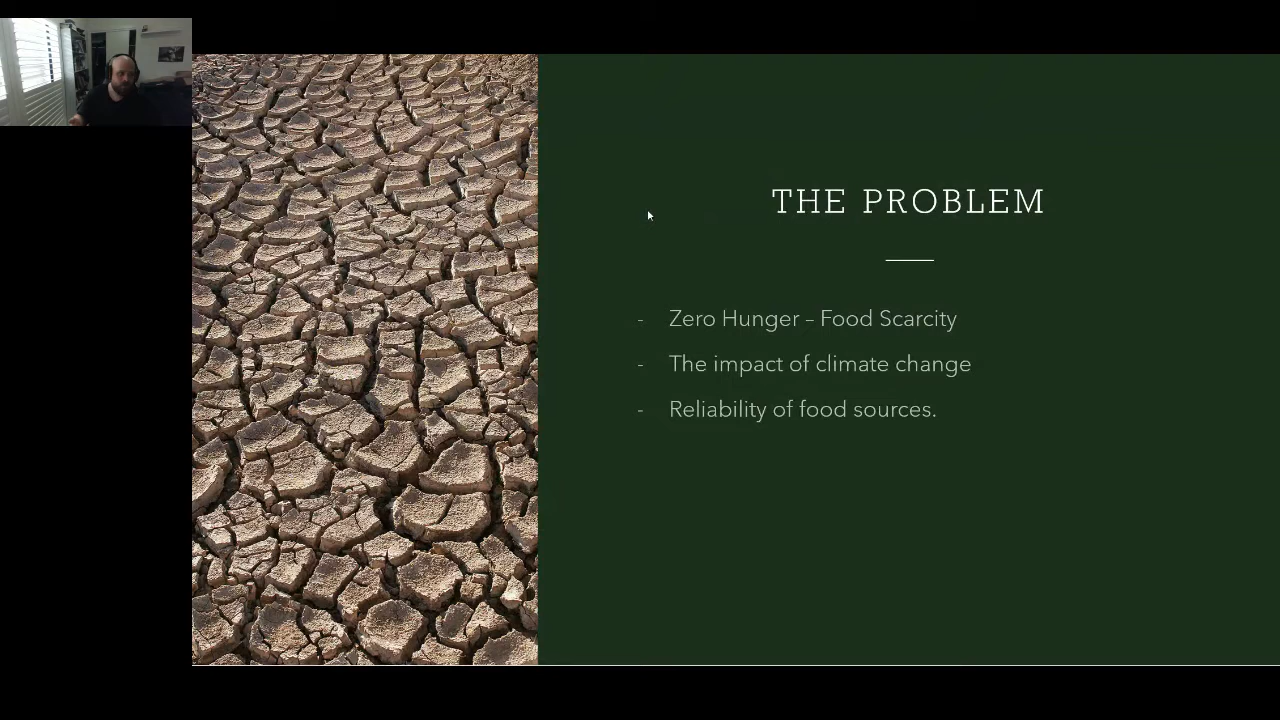 THE PROBLEM
- Zero Hunger – Food Scarcity
- The impact of climate change
- Reliability of food sources.